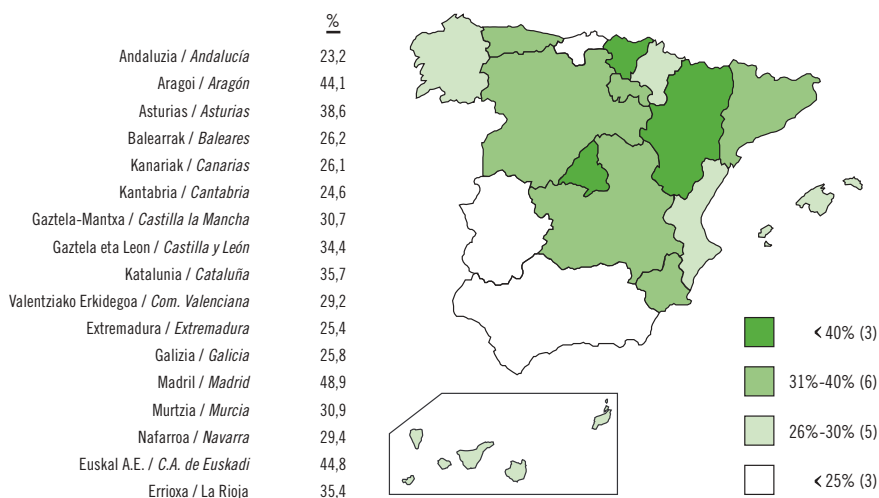 %
Andaluzia / Andalucía 23,2
Aragoi / Aragón 44,1
Asturias / Asturias 38,6
Balearrak / Baleares 26,2
Kanariak / Canarias 26,1
Kantabria / Cantabria 24,6
Gaztela-Mantxa / Castilla la Mancha 30,7
Gaztela eta Leon / Castilla y León 34,4
Katalunia / Cataluña 35,7
Valentziako Erkidegoa / Com. Valenciana 29,2
Extremadura / Extremadura 25,4
Galizia / Galicia 25,8
Madril / Madrid 48,9
Murtzia / Murcia 30,9
Nafarroa / Navarra 29,4
Euskal A.E. / C.A. de Euskadi 44,8
Errioxa / La Rioja 35,4
<40% (3)
31%-40% (6)
26%-30% (5)
<25% (3)